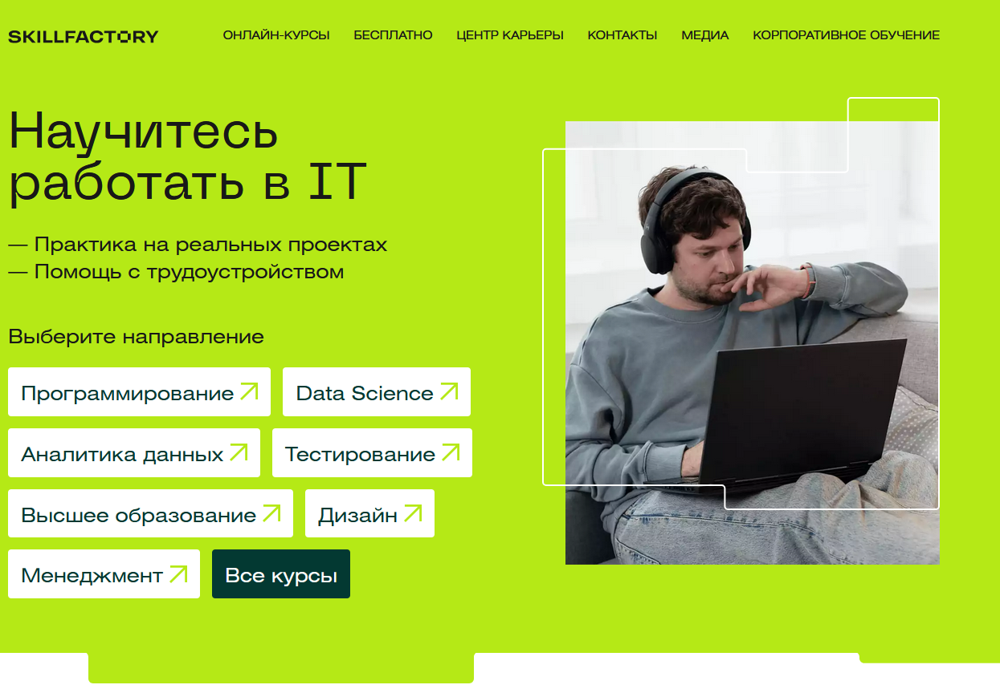 SKILLFACTORY
ОНЛАЙН-КУРСЫ
БЕСПЛАТНО
ЦЕНТР КАРЬЕРЫ
КОНТАКТЫ
МЕДИА
КОРПОРАТИВНОЕ ОБУЧЕНИЕ
Научитесь
работать в IT
— Практика на реальных проектах
— Помощь с трудоустройством
Выберите направление
Программирование
Data Science
Аналитика данных
Тестирование
Высшее образование
Дизайн
Менеджмент
Все курсы